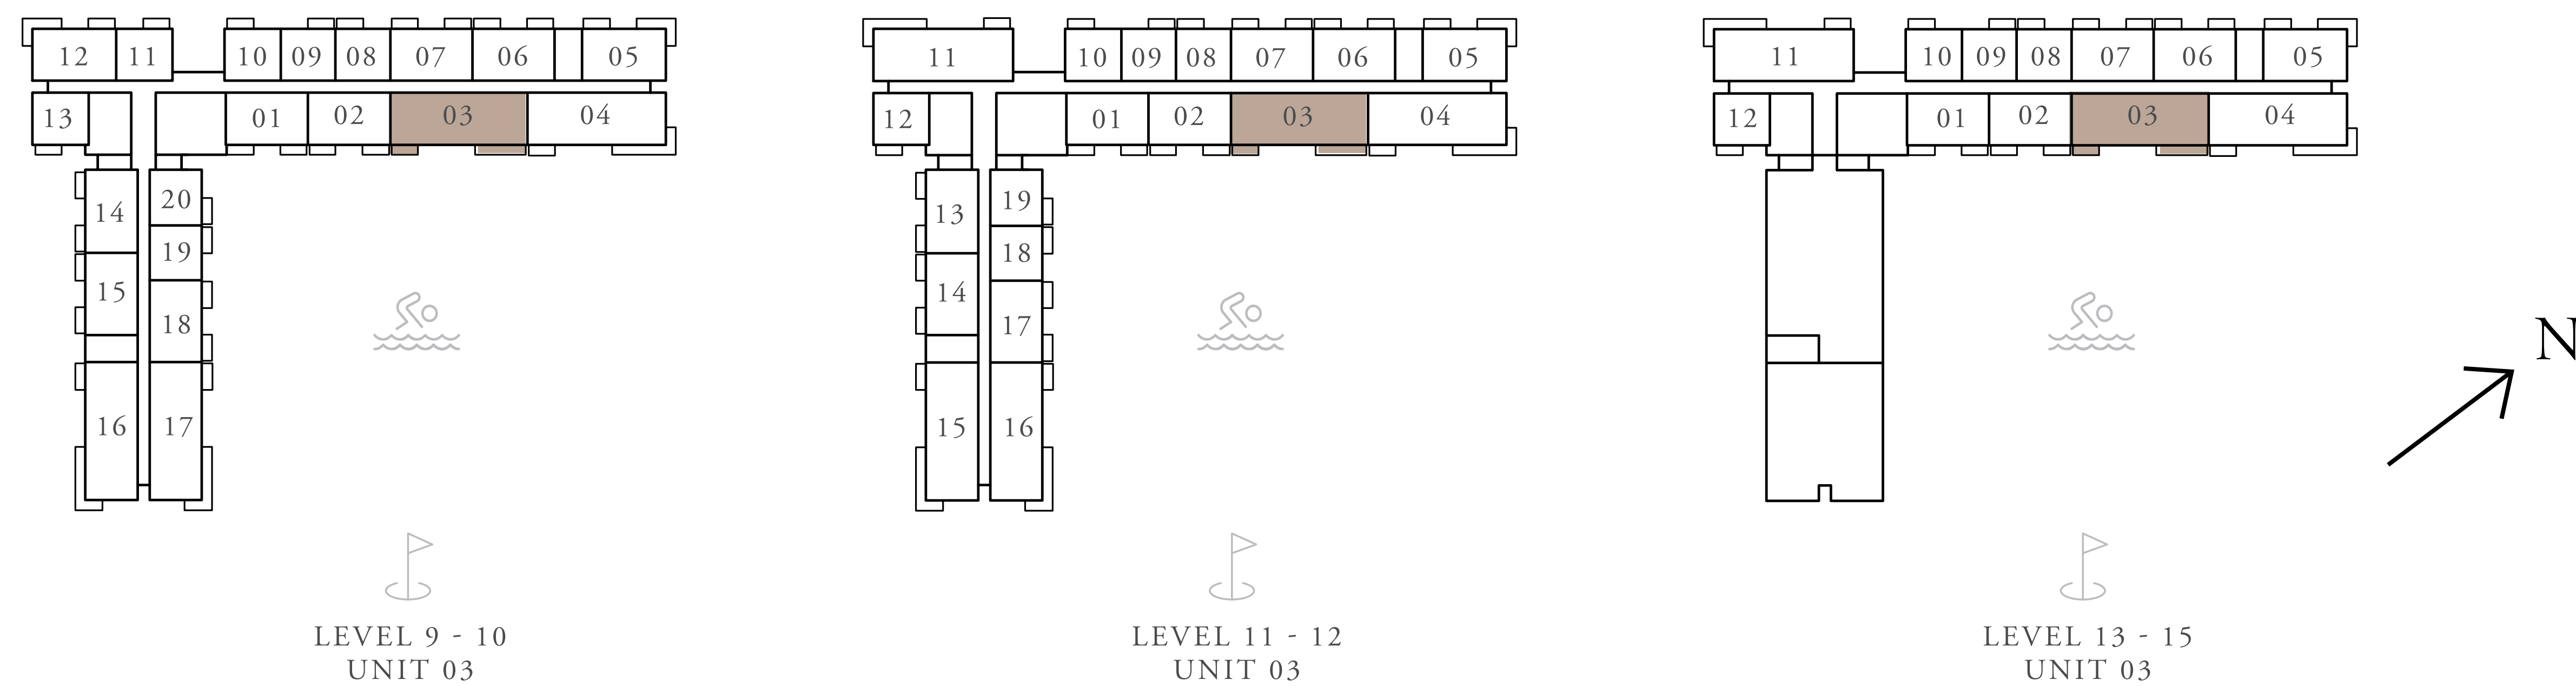 12 11 10 09 08 07 06 05
13 01 02 03 04
14 20
19
15
18
16 17
LEVEL 9 - 10
UNIT 03
11 10 09 08 07 06 05
12 01 02 03 04
13 19
18
14
17
15 16
LEVEL 11 - 12
UNIT 03
11 10 09 08 07 06 05
12 01 02 03 04
LEVEL 13 - 15
UNIT 03
N